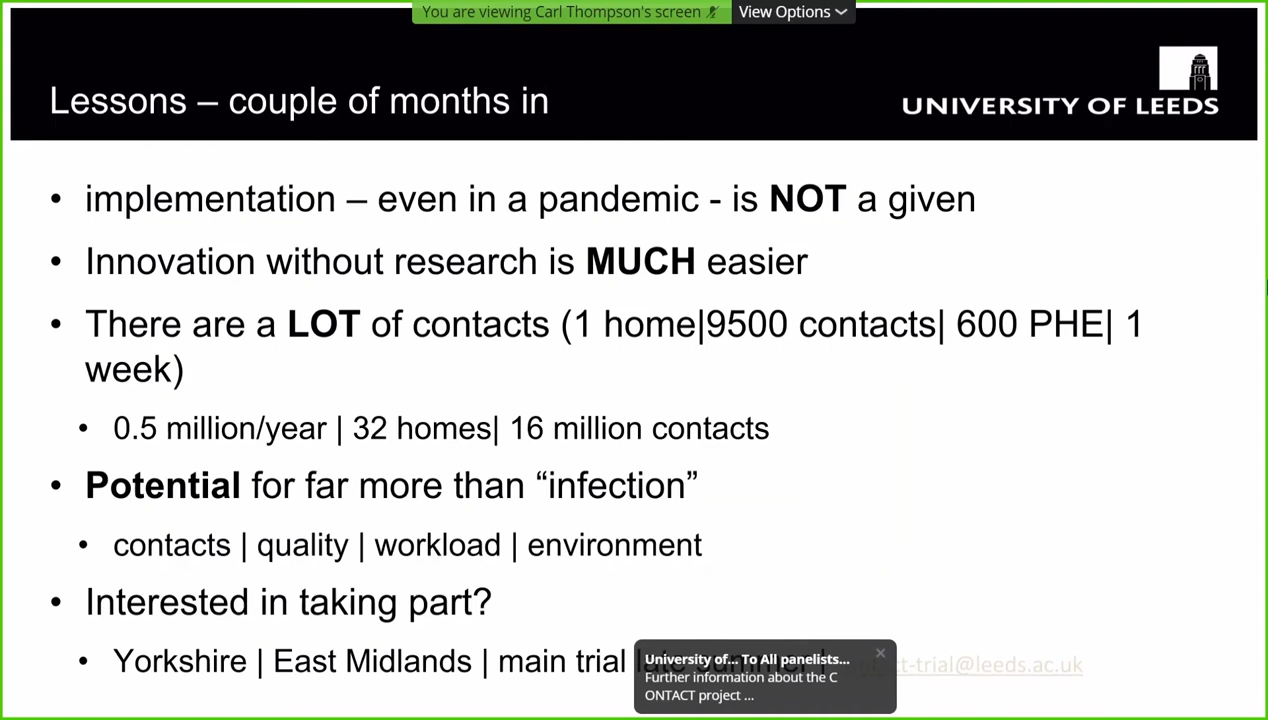 You are viewing Carl Thompson's screen
View Options
Lessons – couple of months in
UNIVERSITY OF LEEDS
• implementation – even in a pandemic - is NOT a given
• Innovation without research is MUCH easier
• There are a LOT of contacts (1 home|9500 contacts| 600 PHE| 1
week)
• 0.5 million/year | 32 homes| 16 million contacts
• Potential for far more than “infection”
• contacts | quality | workload | environment
• Interested in taking part?
• Yorkshire | East Midlands | main trial late summer | ct-trial@leeds.ac.uk
University of... To All panelists...
Further information about the C
ONTACT project ...